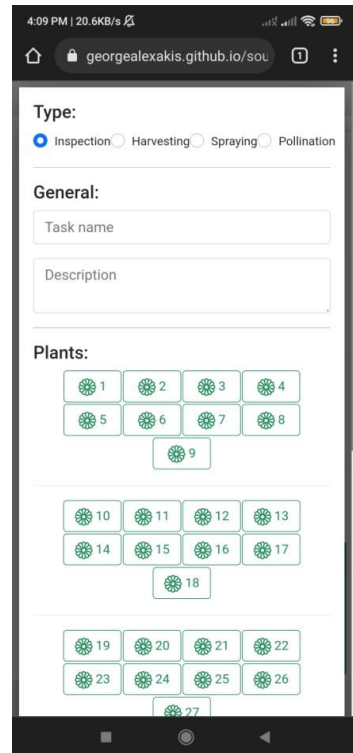 4:09 PM | 20.6KB/s
georgealexakis.github.io/sou
1
Type:
Inspection Harvesting Spraying Pollination
General:
Task name
Description
Plants:
1 2 3 4
5 6 7 8
9
10 11 12 13
14 15 16 17
18
19 20 21 22
23 24 25 26
27